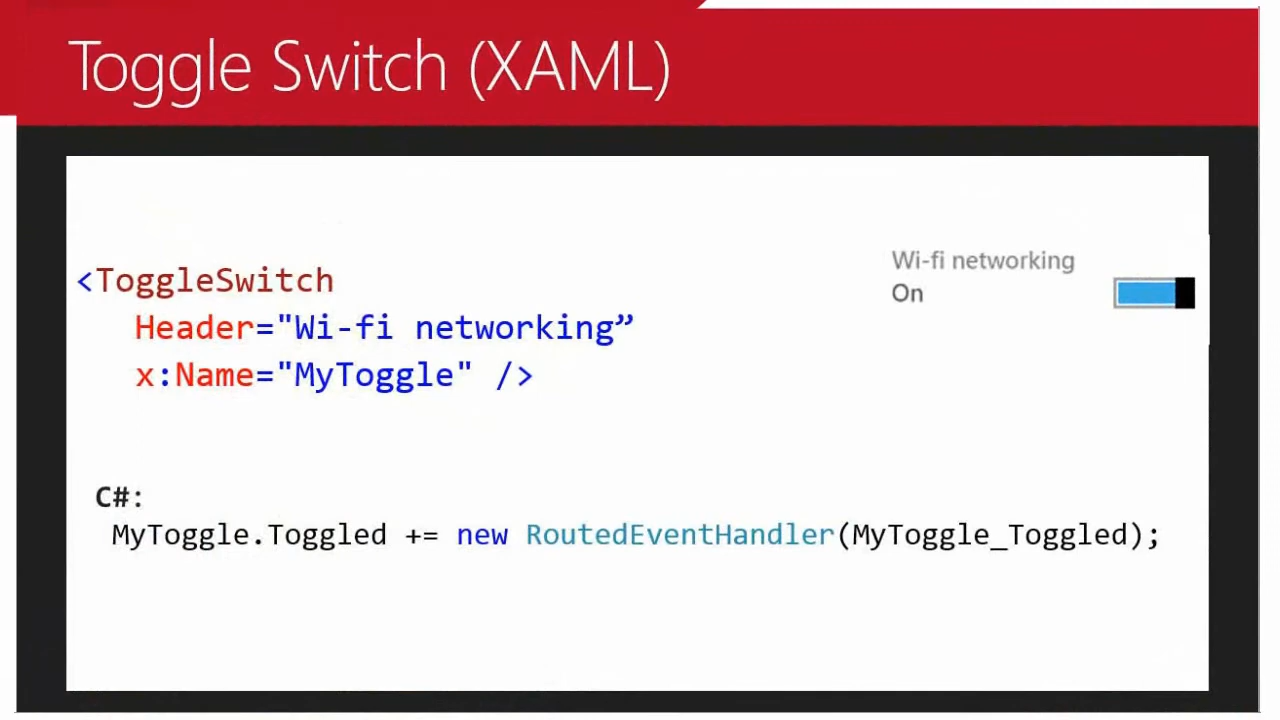 Toggle Switch (XAML)
<ToggleSwitch
Header="Wi-fi networking”
x:Name="MyToggle" />
Wi-fi networking
On
C#:
MyToggle.Toggled += new RoutedEventHandler(MyToggle_Toggled);